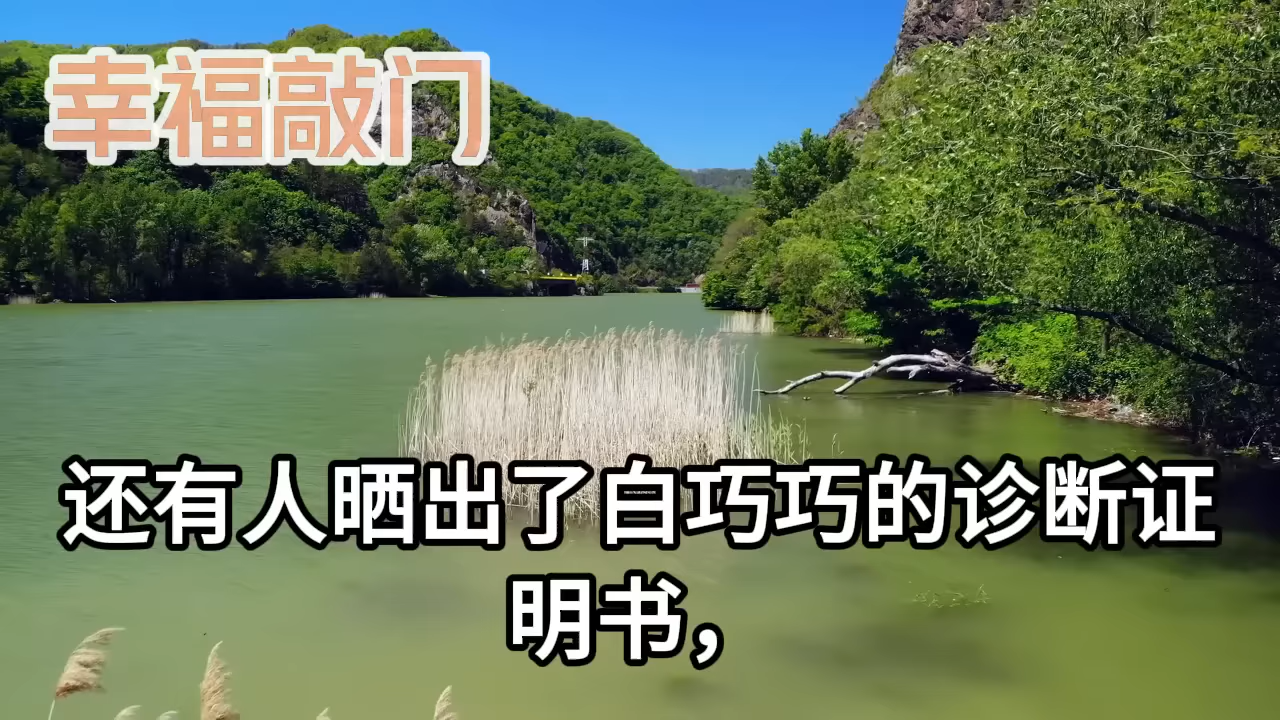 幸福敲门
还有人晒出了白巧巧的诊断证
明书，